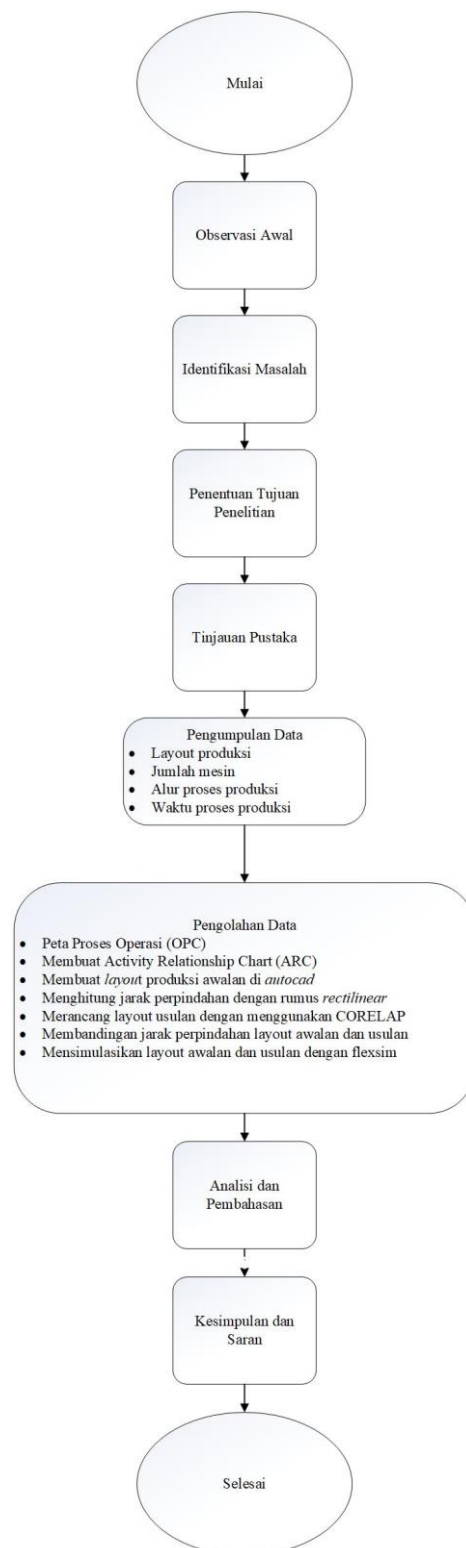 Mulai
Observasi Awal
Identifikasi Masalah
Penentuan Tujuan
Penelitian
Tinjauan Pustaka
Pengumpulan Data
• Layout produksi
• Jumlah mesin
• Alur proses produksi
• Waktu proses produksi
Pengolahan Data
• Peta Proses Operasi (OPC)
• Membuat Activity Relationship Chart (ARC)
• Membuat layout produksi awalan di autocad
• Menghitung jarak perpindahan dengan rumus rectilinear
• Merancang layout usulan dengan menggunakan CORELAP
• Membandingan jarak perpindahan layout awalan dan usulan
• Mensimulasikan layout awalan dan usulan dengan flexsim
Analisi dan
Pembahasan
Kesimpulan dan
Saran
Selesai